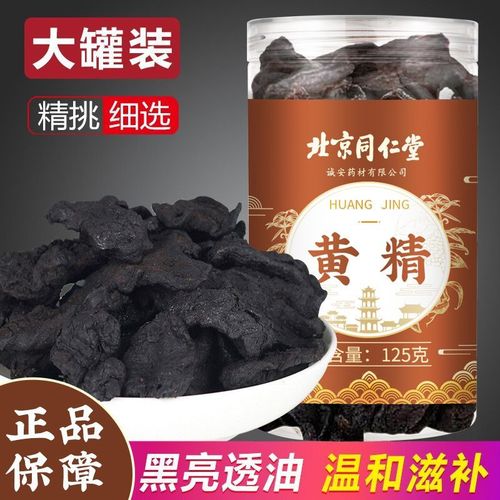 大罐装
精挑 细选
北京同仁堂
诚安药材有限公司
HUANG JING
黄精
含量：125克
正品
保障
黑亮透油 温和滋补